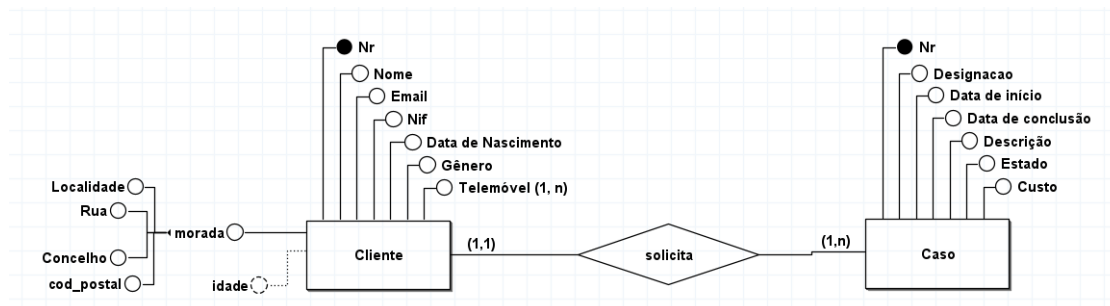 Nr
Nome
Email
Nif
Data de Nascimento
Gênero
Telemóvel (1, n)
Localidade
Rua
morada
Concelho
cod_postal
idade
Cliente
(1,1)
solicita
(1,n)
Nr
Designacao
Data de início
Data de conclusão
Descrição
Estado
Custo
Caso